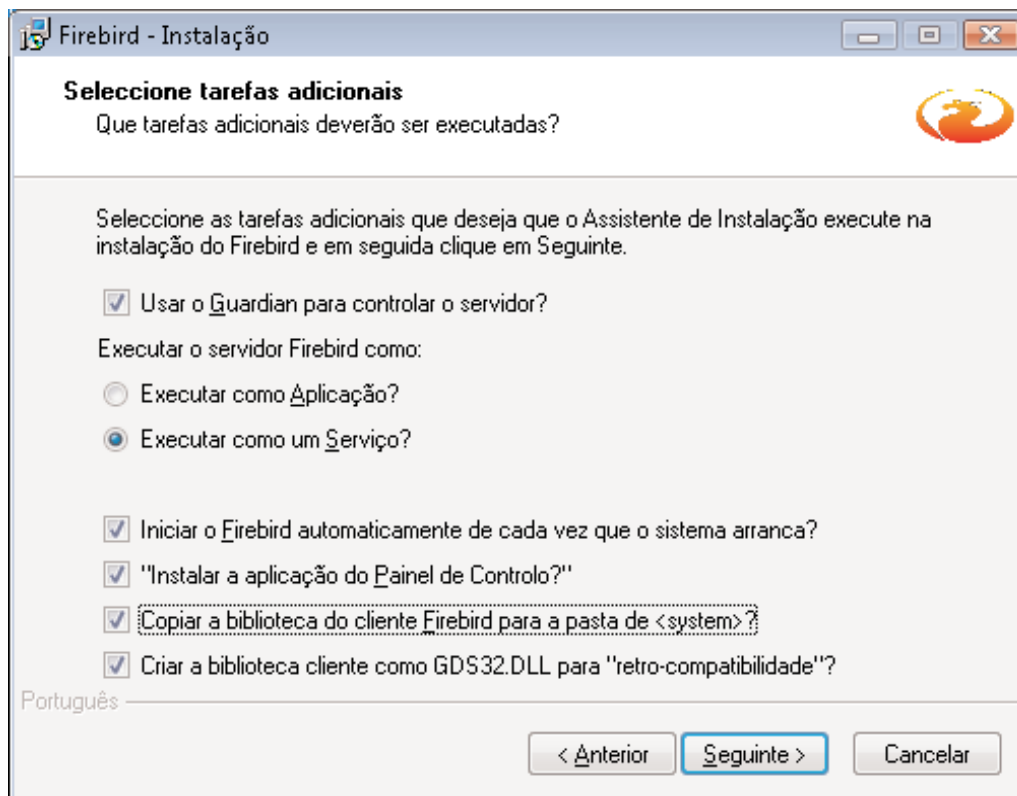 Firebird - Instalação
Seleccione tarefas adicionais
Que tarefas adicionais deverão ser executadas?
Seleccione as tarefas adicionais que deseja que o Assistente de Instalação execute na
instalação do Firebird e em seguida clique em Seguinte.
Usar o Guardian para controlar o servidor?
Executar o servidor Firebird como:
Executar como Aplicação?
Executar como um Serviço?
Iniciar o Firebird automaticamente de cada vez que o sistema arranca?
"Instalar a aplicação do Painel de Controlo?"
Copiar a biblioteca do cliente Firebird para a pasta de <system>?
Criar a biblioteca cliente como GDS32.DLL para "retro-compatibilidade"?
Português
< Anterior Seguinte > Cancelar